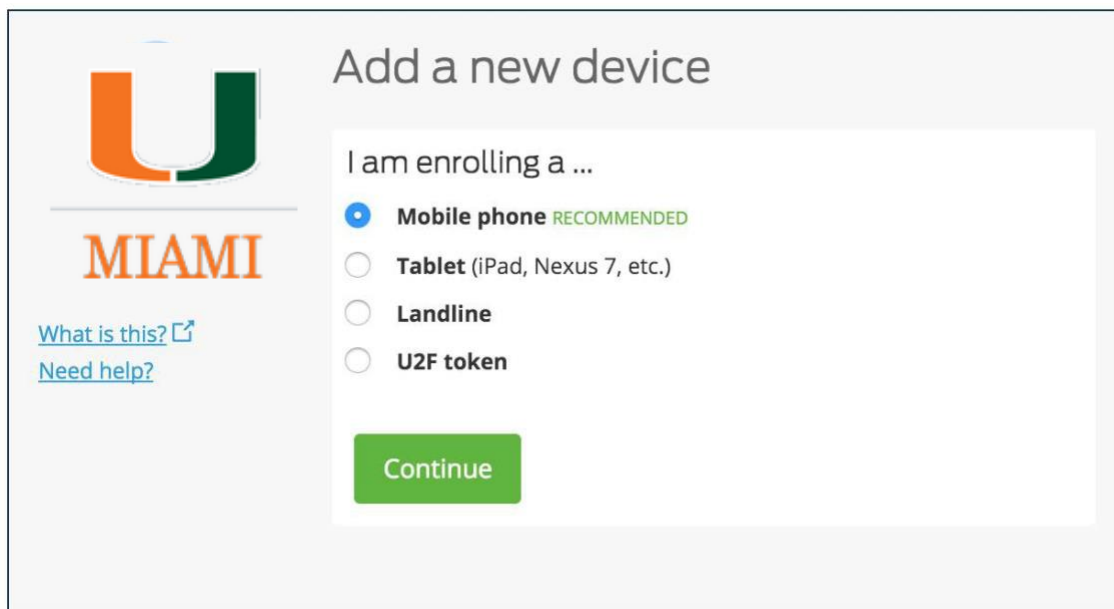 Add a new device
I am enrolling a ...
Mobile phone RECOMMENDED
Tablet (iPad, Nexus 7, etc.)
Landline
U2F token
Continue
U
MIAMI
What is this?
Need help?